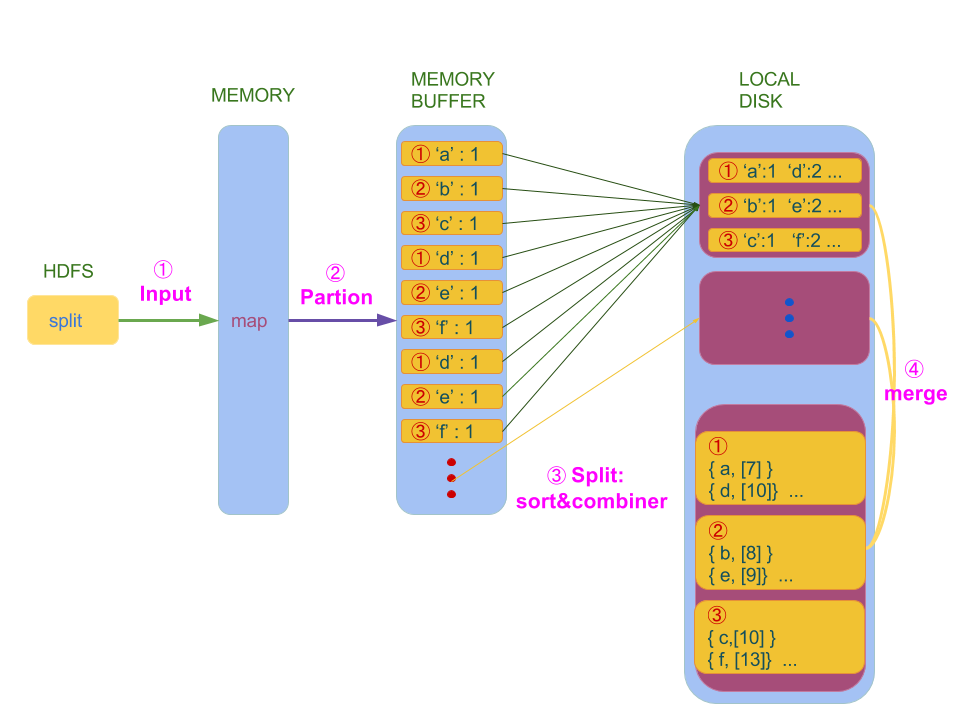 HDFS
split
①
Input
MEMORY
map
②
Partion
MEMORY
BUFFER
① ‘a’ : 1
② ‘b’ : 1
③ ‘c’ : 1
① ‘d’ : 1
② ‘e’ : 1
③ ‘f’ : 1
① ‘d’ : 1
② ‘e’ : 1
③ ‘f’ : 1
③ Split:
sort&combiner
LOCAL
DISK
① ‘a’:1 ‘d’:2 ...
② ‘b’:1 ‘e’:2 ...
③ ‘c’:1 ‘f’:2 ...
④
merge
①
{ a, [7] }
{ d, [10]} ...
②
{ b, [8] }
{ e, [9]} ...
③
{ c,[10] }
{ f, [13]} ...